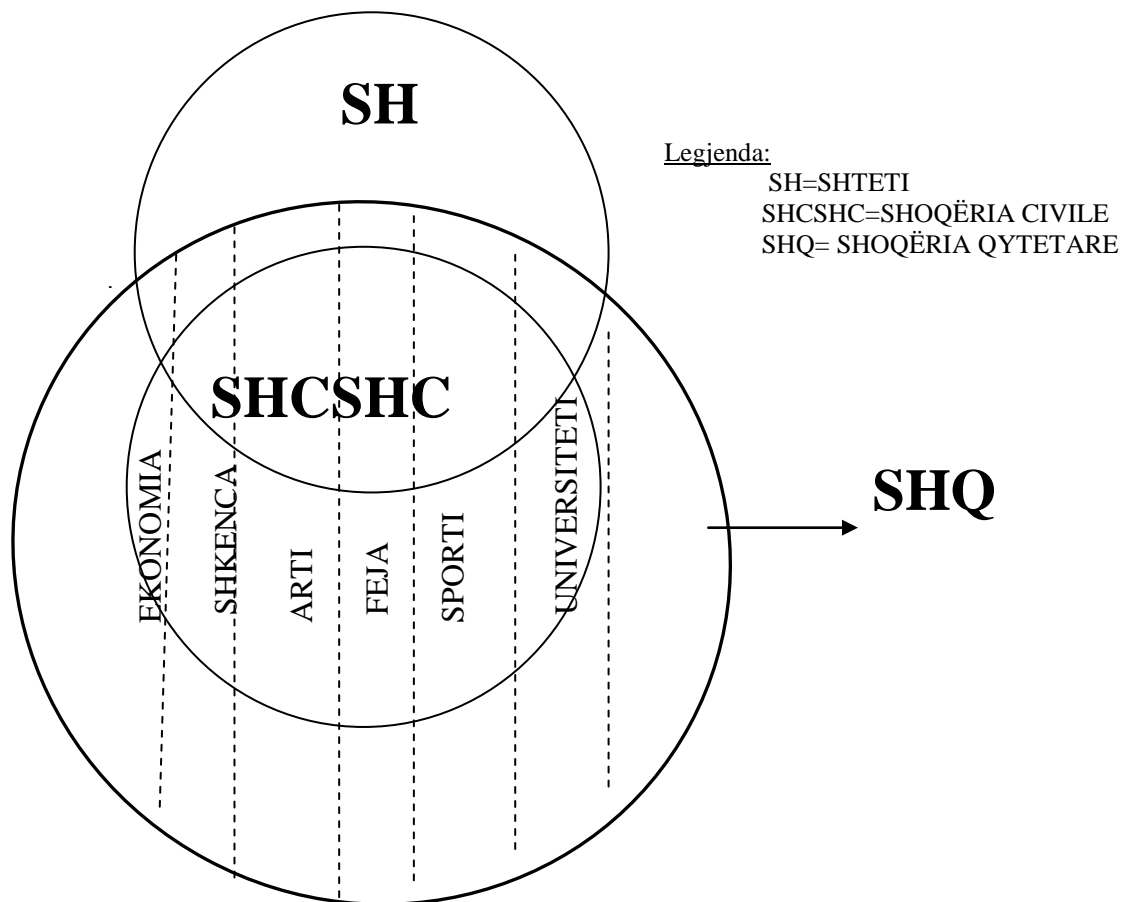 SH
Legjenda:
SH=SHTETI
SHCSHC=SHOQËRIA CIVILE
SHQ= SHOQËRIA QYTETARE
SHCSHC
EKONOMIA
SHKENCA
ARTI
FEJA
SPORTI
UNIVERSITETI
SHQ